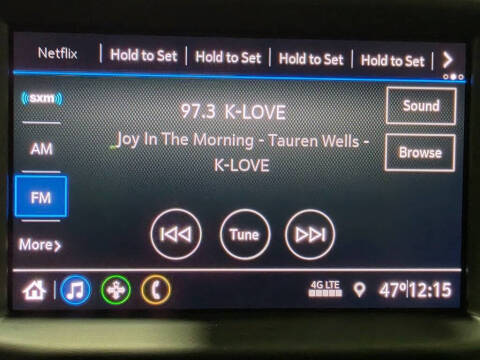 Netflix Hold to Set Hold to Set Hold to Set Hold to Set
sxm
97.3 K-LOVE
Sound
Joy In The Morning - Tauren Wells -
K-LOVE
AM
Browse
FM
Tune
More
4G LTE
47° 12:15